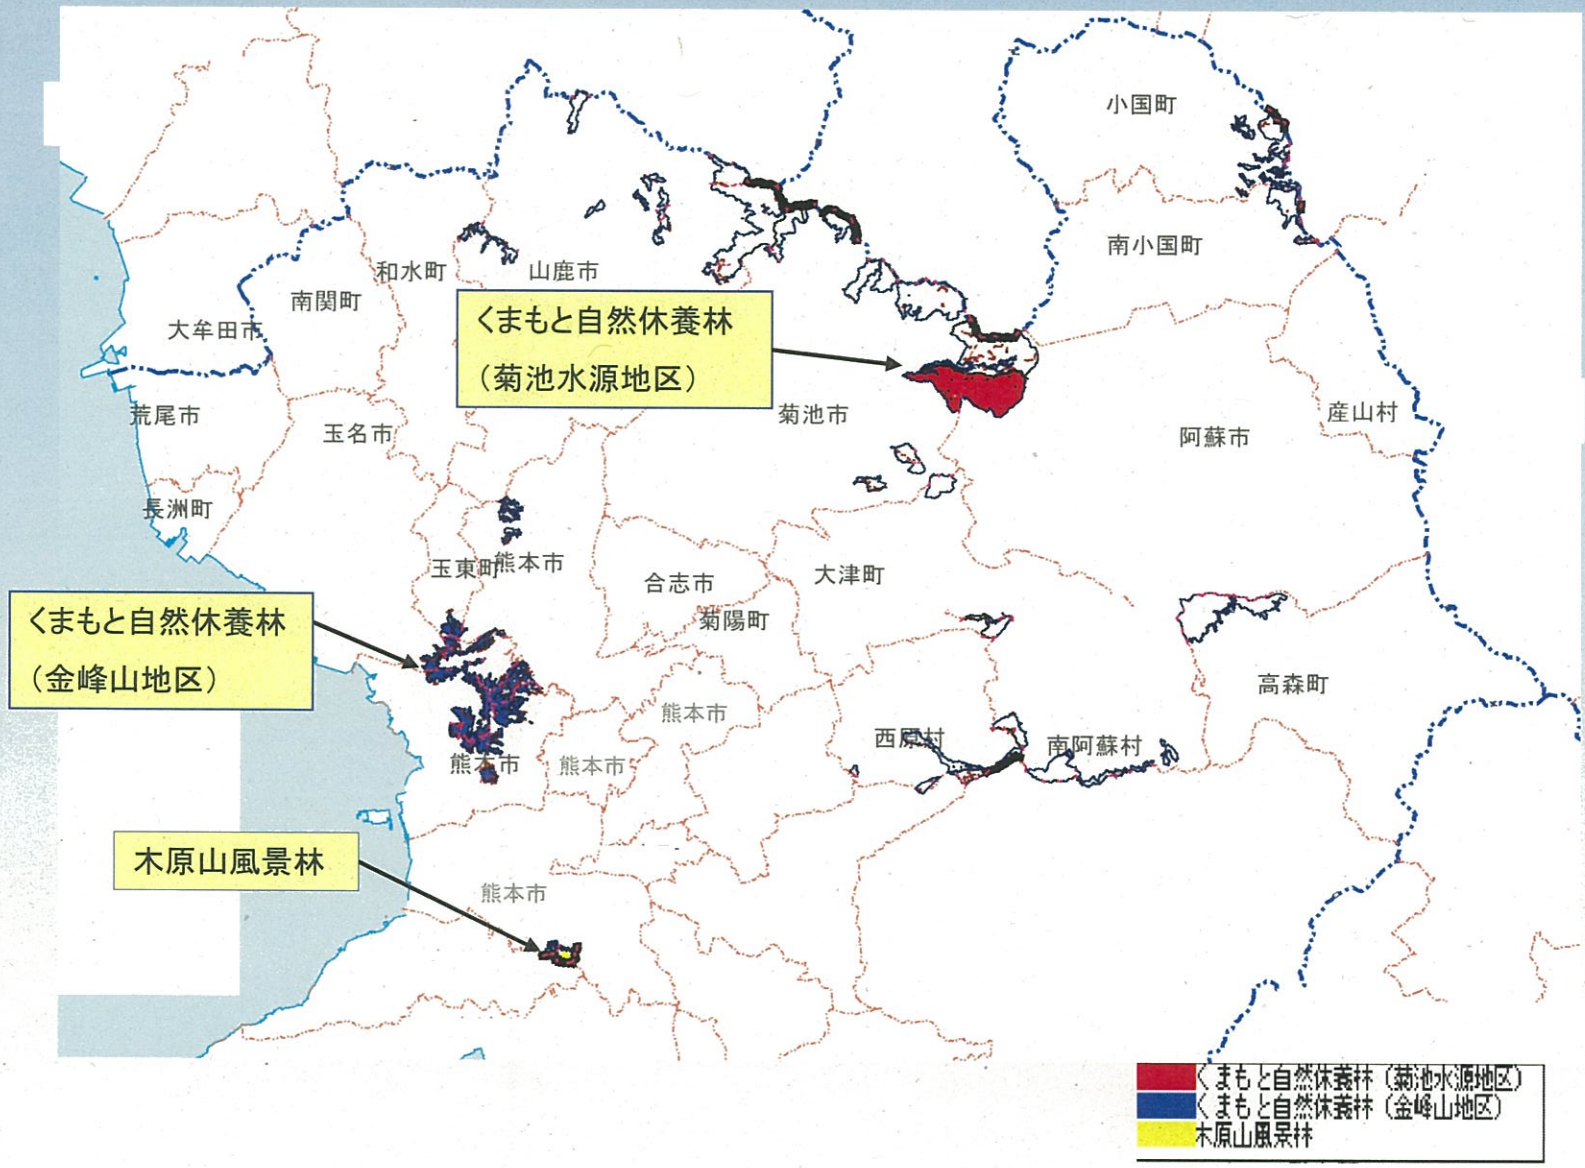 小国町
南小国町
和水町
山鹿市
南関町
大牟田市
くまもと自然休養林
（菊池水源地区）
荒尾市
玉名市
菊池市
阿蘇市
産山村
長洲町
玉東町
熊本市
合志市
大津町
菊陽町
くまもと自然休養林
（金峰山地区）
高森町
熊本市
西原村
南阿蘇村
熊本市
熊本市
木原山風景林
熊本市
くまもと自然休養林（菊池水源地区）
くまもと自然休養林（金峰山地区）
木原山風景林